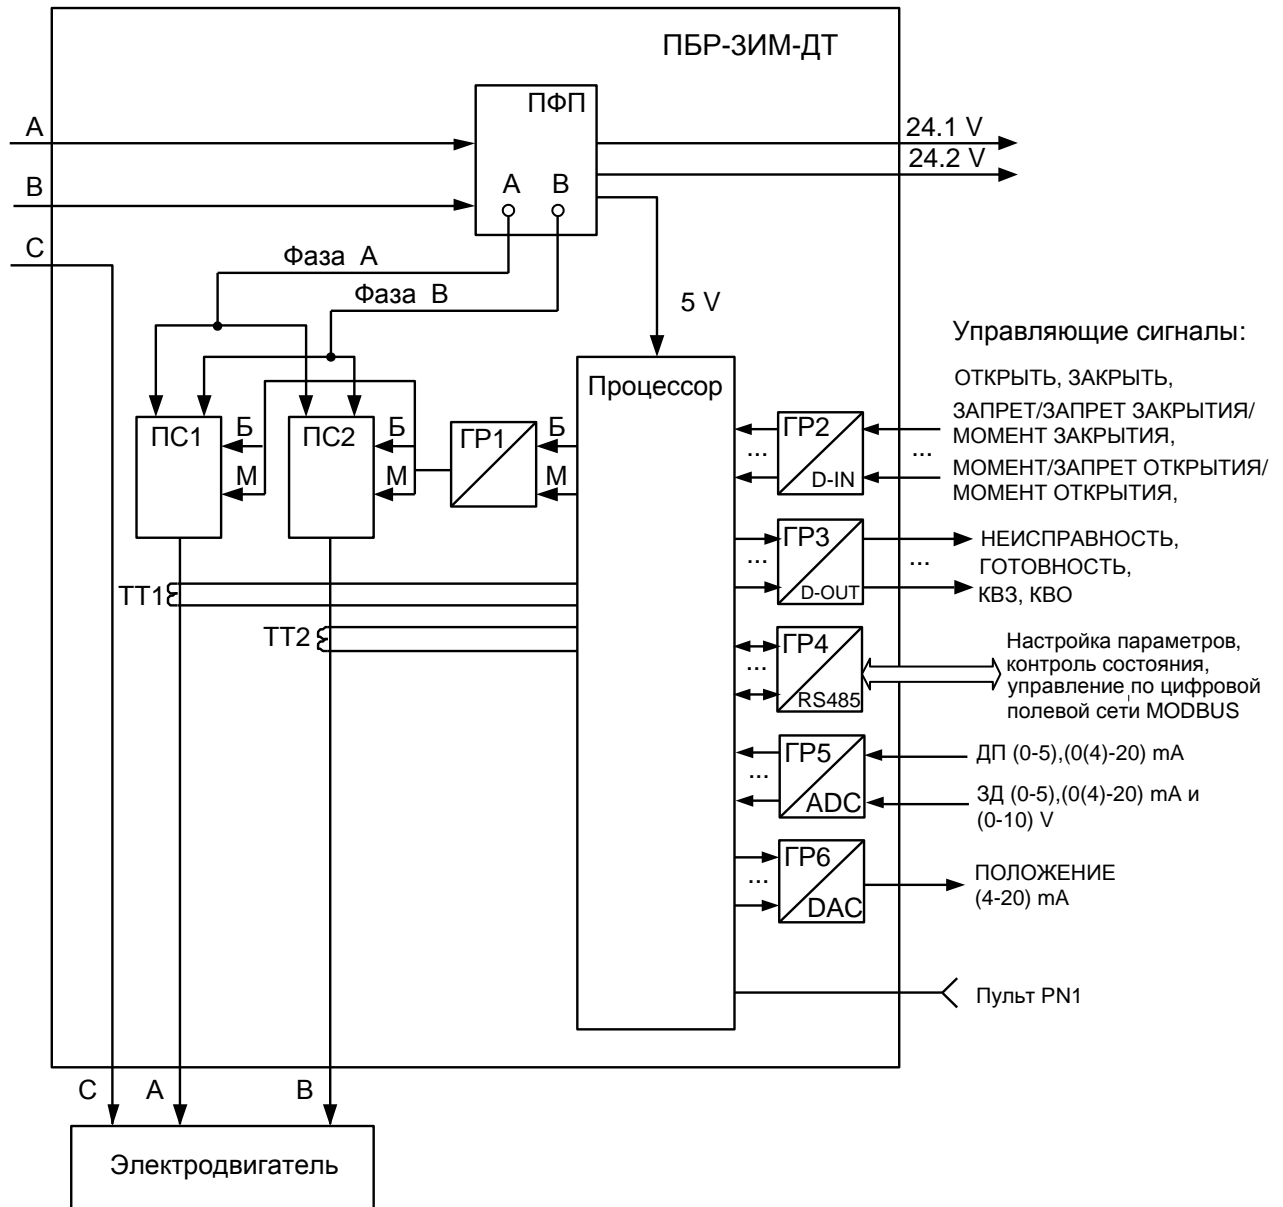 ПБР-ЗИМ-ДТ
ПФП
A
24.1 V
24.2 V
B
A B
C
Фаза A
Фаза B
5 V
Управляющие сигналы:
Процессор
ОТКРЫТЬ, ЗАКРЫТЬ,
ЗАПРЕТ/ЗАПРЕТ ЗАКРЫТИЯ/
МОМЕНТ ЗАКРЫТИЯ,
МОМЕНТ/ЗАПРЕТ ОТКРЫТИЯ/
МОМЕНТ ОТКРЫТИЯ,
ПС1
Б
М
ПС2
Б
М
ГР1
Б
М
ГР2
D-IN
...
...
ГР3
D-OUT
...
...
НЕИСПРАВНОСТЬ,
ГОТОВНОСТЬ,
КВЗ, КВО
ТТ1
ТТ2
ГР4
RS485
...
Настройка параметров,
контроль состояния,
управление по цифровой
полевой сети MODBUS
ГР5
ADC
...
ДП (0-5),(0(4)-20) mA
ЗД (0-5),(0(4)-20) mA и
(0-10) V
ГР6
DAC
...
ПОЛОЖЕНИЕ
(4-20) mA
Пульт PN1
C A B
Электродвигатель